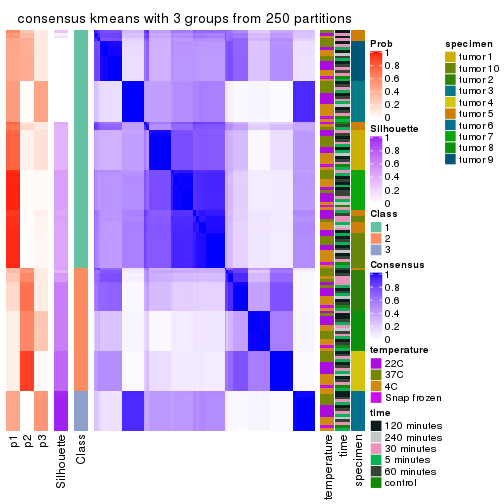 consensus kmeans with 3 groups from 250 partitions
Prob
1
0.8
0.6
0.4
0.2
0
Silhouette
1
0.8
0.6
0.4
0.2
0
Class
1
2
3
Consensus
1
0.8
0.6
0.4
0.2
0
temperature
22C
37C
4C
Snap frozen
time
120 minutes
240 minutes
30 minutes
5 minutes
60 minutes
control
specimen
tumor 1
tumor 10
tumor 2
tumor 3
tumor 4
tumor 5
tumor 6
tumor 7
tumor 8
tumor 9
p1
p2
p3
Silhouette
Class
temperature
time
specimen